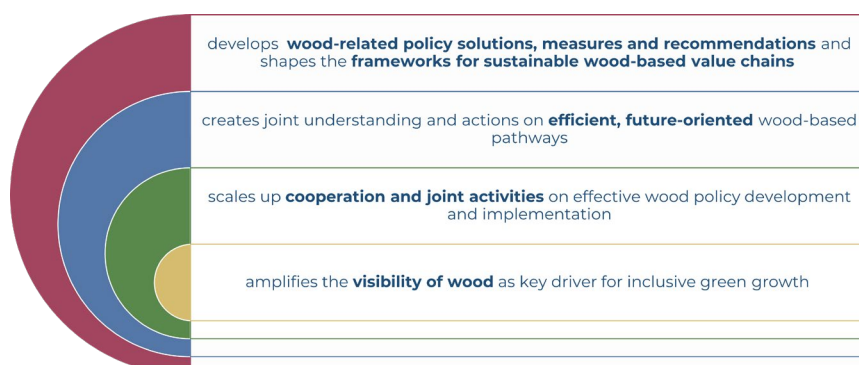 develops wood-related policy solutions, measures and recommendations and
shapes the frameworks for sustainable wood-based value chains
creates joint understanding and actions on efficient, future-oriented wood-based
pathways
scales up cooperation and joint activities on effective wood policy development
and implementation
amplifies the visibility of wood as key driver for inclusive green growth